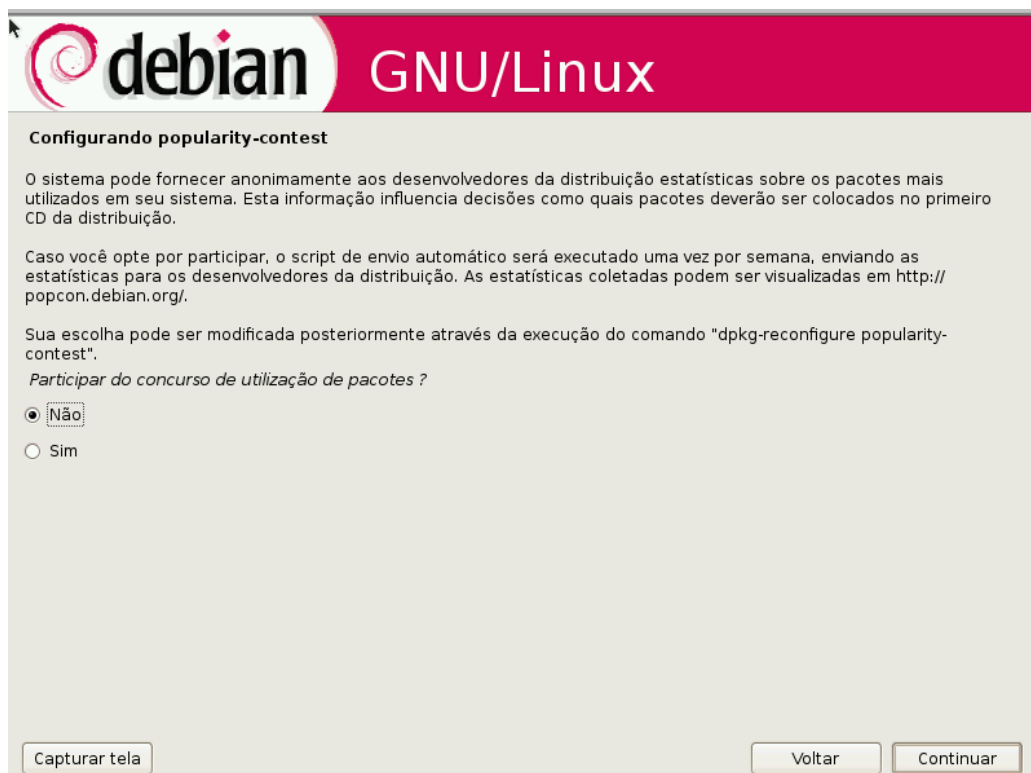 debian GNU/Linux
Configurando popularity-contest
O sistema pode fornecer anonimamente aos desenvolvedores da distribuição estatísticas sobre os pacotes mais
utilizados em seu sistema. Esta informação influencia decisões como quais pacotes deverão ser colocados no primeiro
CD da distribuição.
Caso você opte por participar, o script de envio automático será executado uma vez por semana, enviando as
estatísticas para os desenvolvedores da distribuição. As estatísticas coletadas podem ser visualizadas em http://
popcon.debian.org/.
Sua escolha pode ser modificada posteriormente através da execução do comando "dpkg-reconfigure popularity-
contest".
Participar do concurso de utilização de pacotes ?
Não
Sim
Capturar tela Voltar Continuar